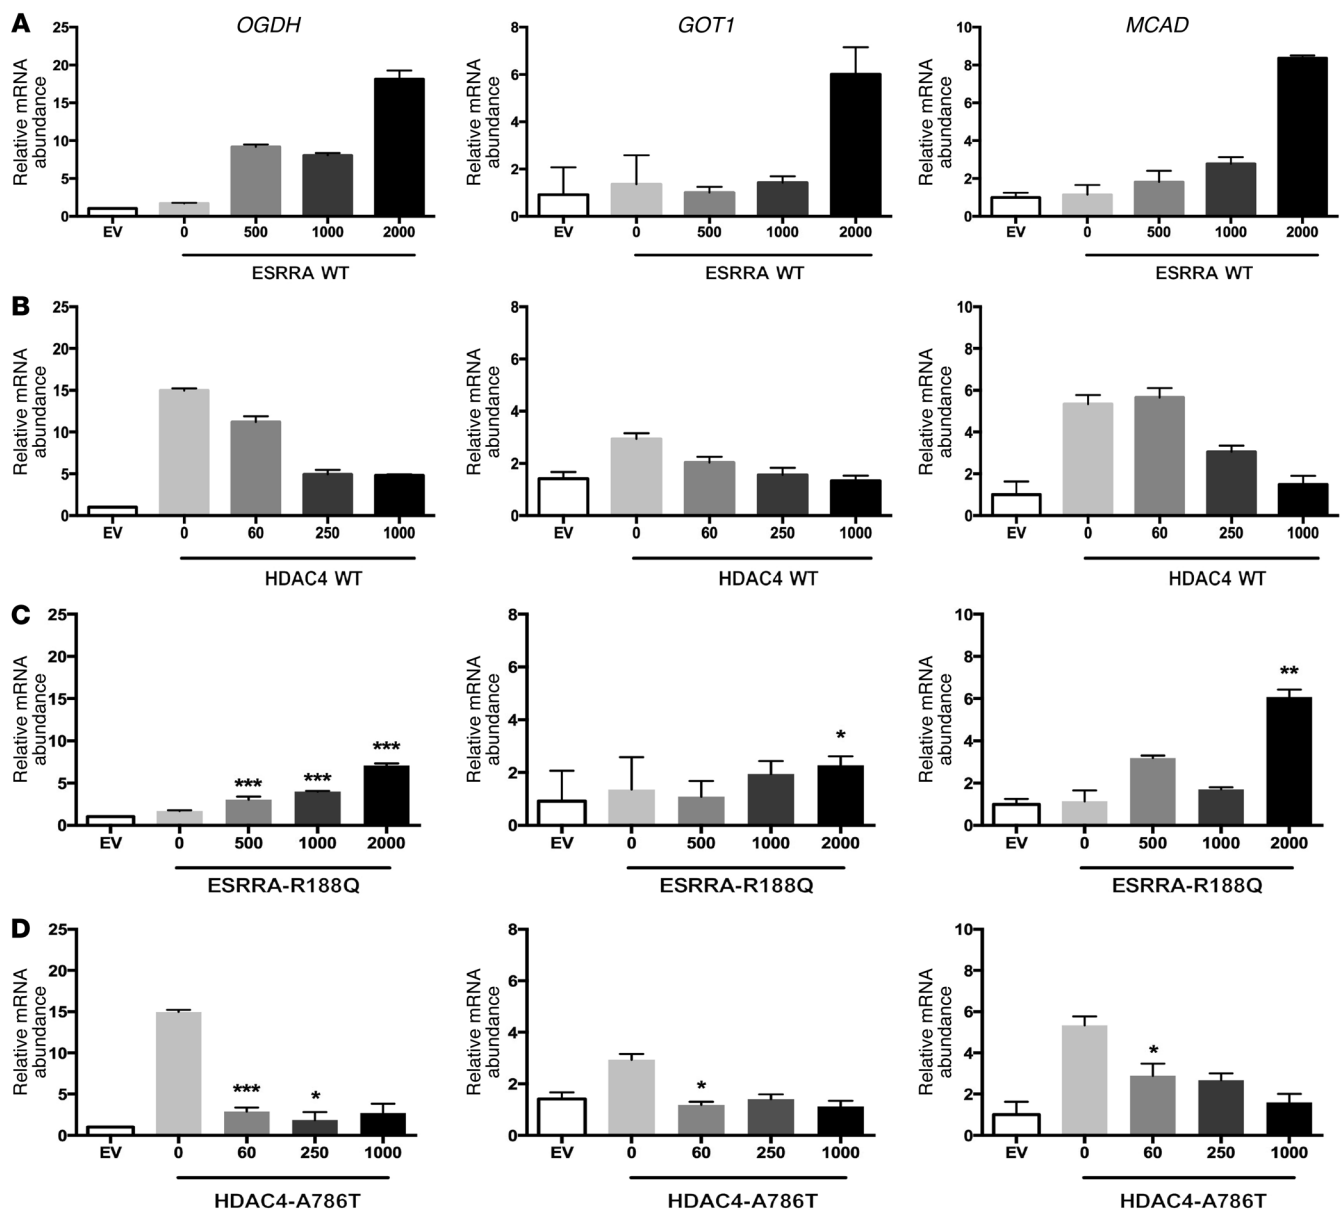 A
OGDH
GOT1
MCAD
Relative mRNA
abundance
25
20
15
10
5
0
EV
0
500
1000
2000
ESRRA WT
Relative mRNA
abundance
8
6
4
2
0
EV
0
500
1000
2000
ESRRA WT
Relative mRNA
abundance
10
8
6
4
2
0
EV
0
500
1000
2000
ESRRA WT
B
Relative mRNA
abundance
25
20
15
10
5
0
EV
0
60
250
1000
HDAC4 WT
Relative mRNA
abundance
8
6
4
2
0
EV
0
60
250
1000
HDAC4 WT
Relative mRNA
abundance
10
8
6
4
2
0
EV
0
60
250
1000
HDAC4 WT
C
Relative mRNA
abundance
25
20
15
10
5
0
***
***
***
EV
0
500
1000
2000
ESRRA-R188Q
Relative mRNA
abundance
8
6
4
2
0
*
EV
0
500
1000
2000
ESRRA-R188Q
Relative mRNA
abundance
10
8
6
4
2
0
**
EV
0
500
1000
2000
ESRRA-R188Q
D
Relative mRNA
abundance
25
20
15
10
5
0
***
*
EV
0
60
250
1000
HDAC4-A786T
Relative mRNA
abundance
8
6
4
2
0
*
EV
0
60
250
1000
HDAC4-A786T
Relative mRNA
abundance
10
8
6
4
2
0
*
EV
0
60
250
1000
HDAC4-A786T